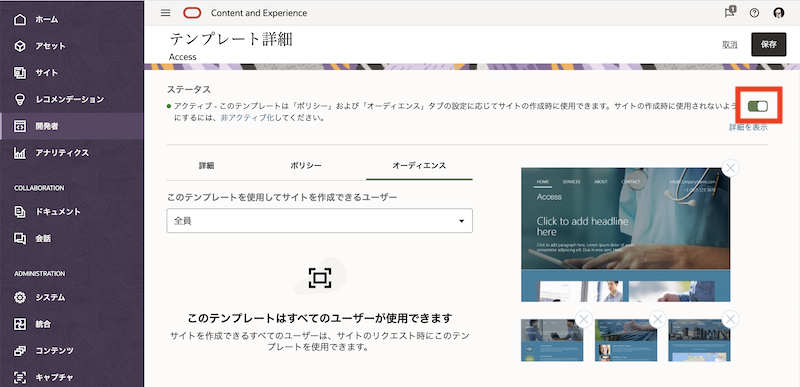 Content and Experience
1
ホーム
アセット
サイト
レコメンデーション
開発者
アナリティクス
COLLABORATION
ドキュメント
会話
ADMINISTRATION
システム
統合
コンテンツ
キャプチャ
テンプレート詳細
Access
取消
保存
ステータス
アクティブ - このテンプレートは「ポリシー」および「オーディエンス」タブの設定に応じてサイトの作成時に使用できます。サイトの作成時に使用されないよう
にするには、非アクティブ化してください。
詳細を表示
詳細
ポリシー
オーディエンス
このテンプレートを使用してサイトを作成できるユーザー
全員
このテンプレートはすべてのユーザーが使用できます
サイトを作成できるすべてのユーザーは、サイトのリクエスト時にこのテ
ンプレートを使用できます。
HOME SERVICES ABOUT CONTACT
Access
Click to add headline
here